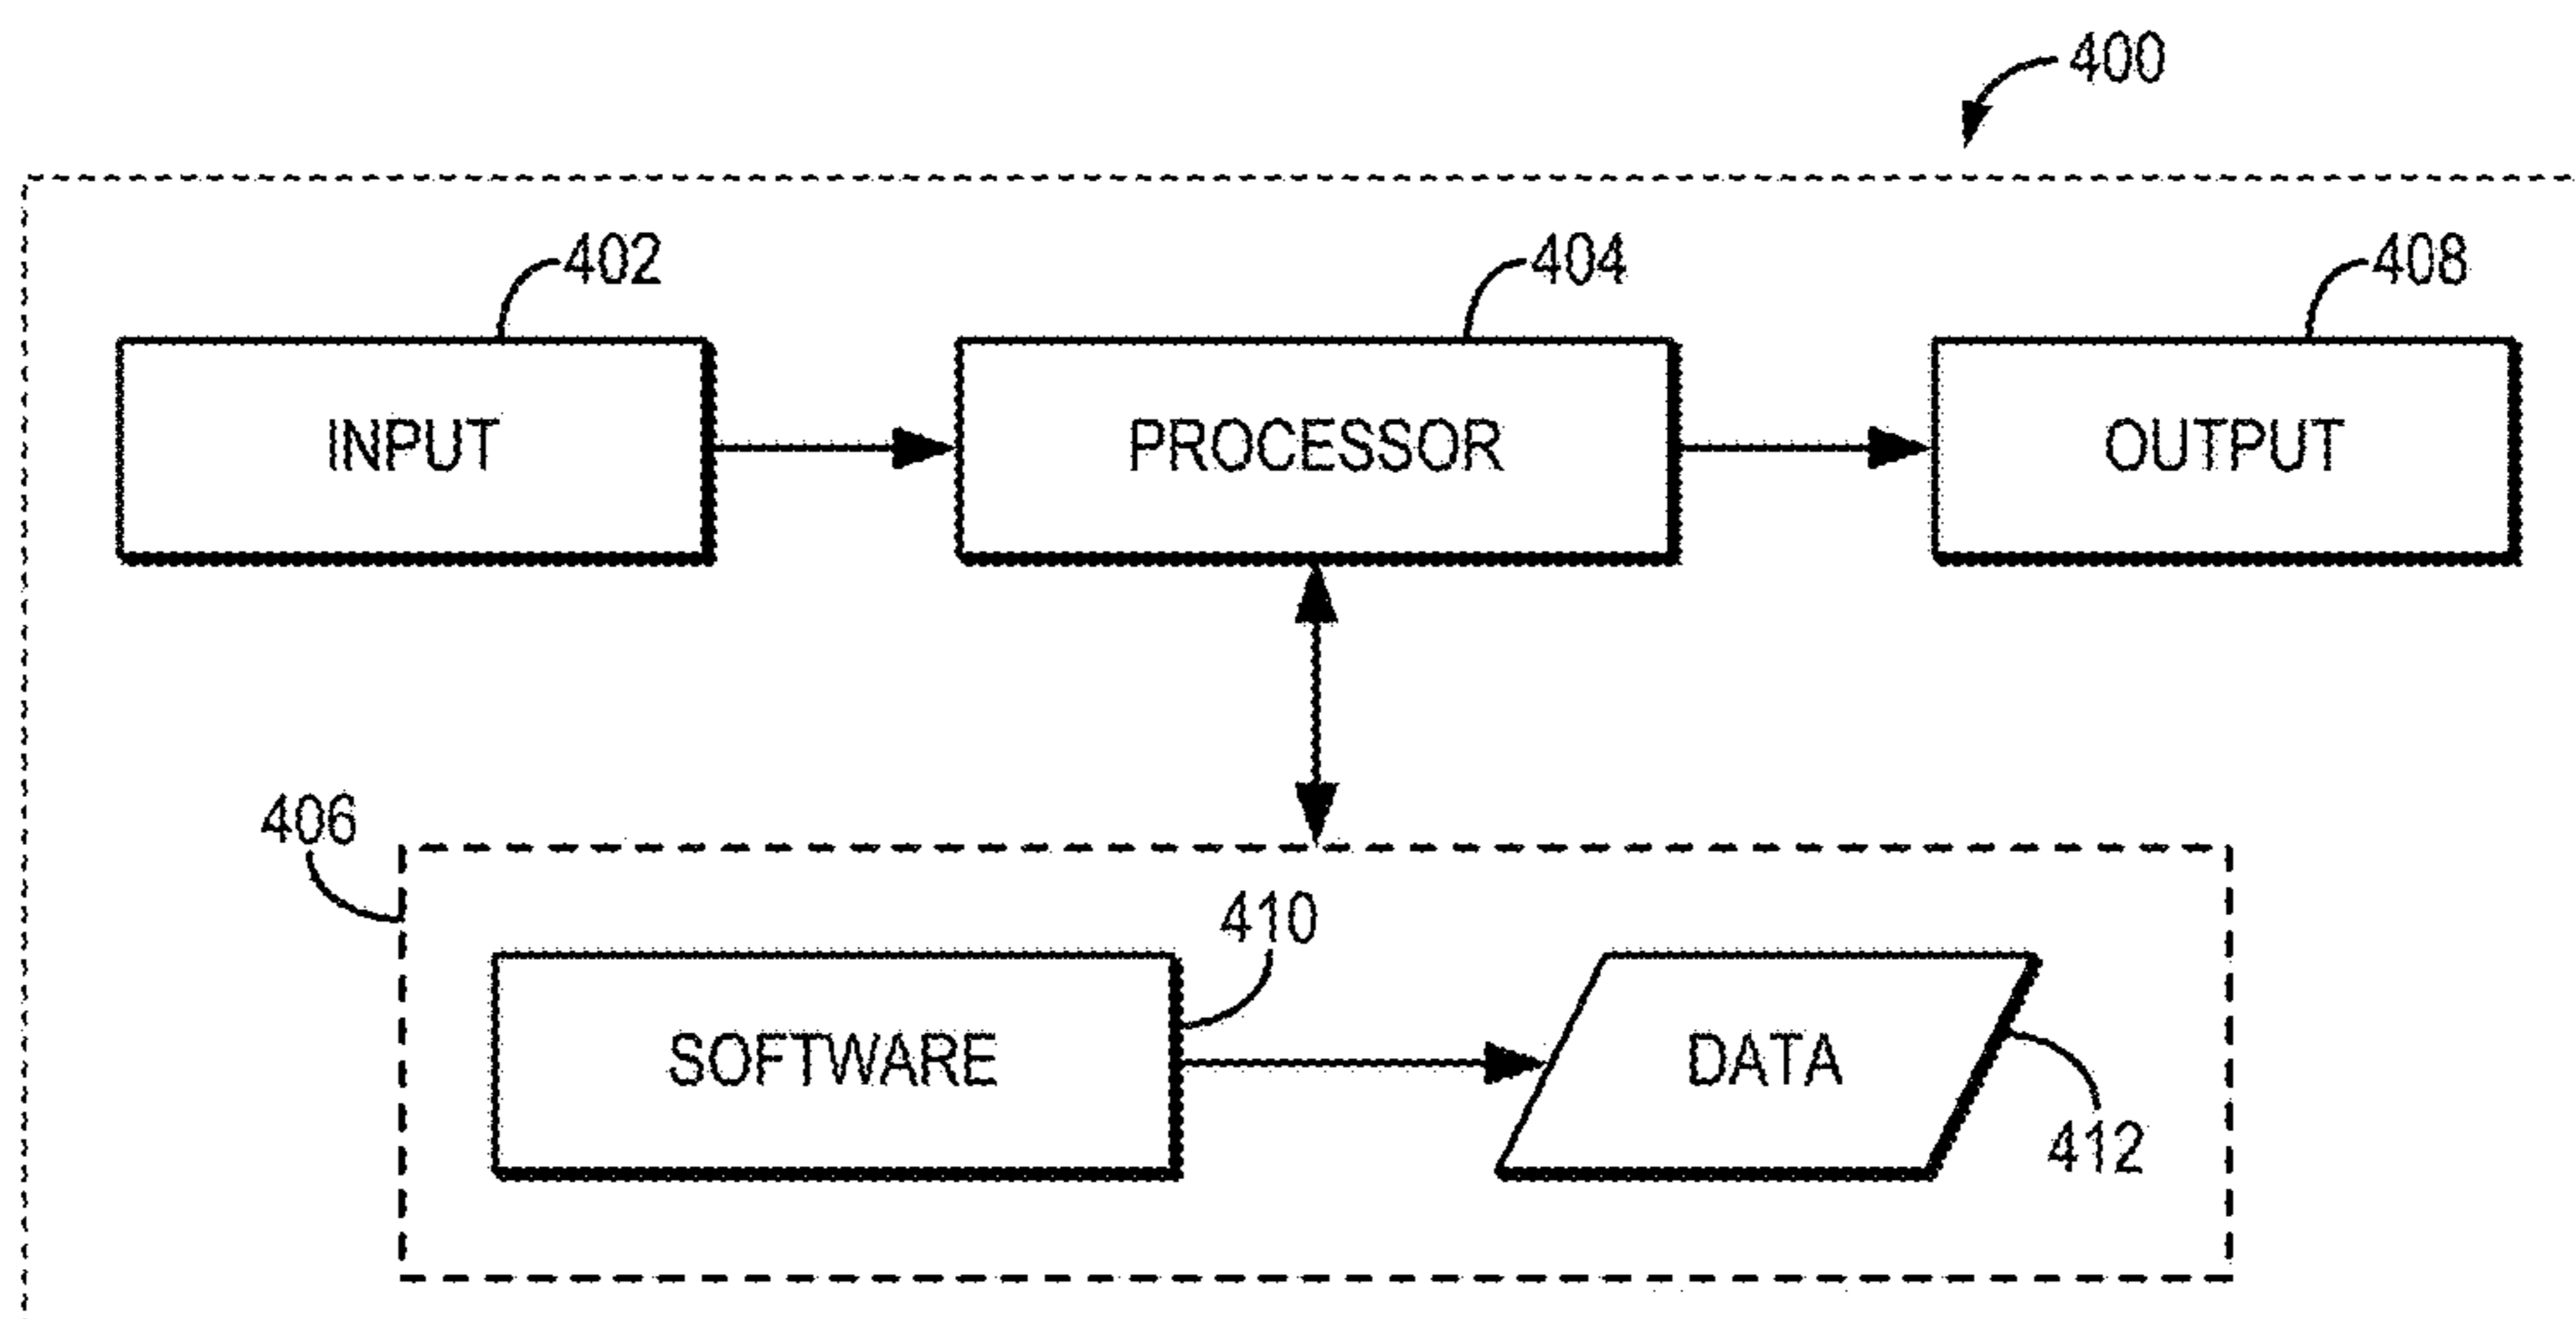 400
402
404
408
INPUT
PROCESSOR
OUTPUT
406
410
SOFTWARE
DATA
412